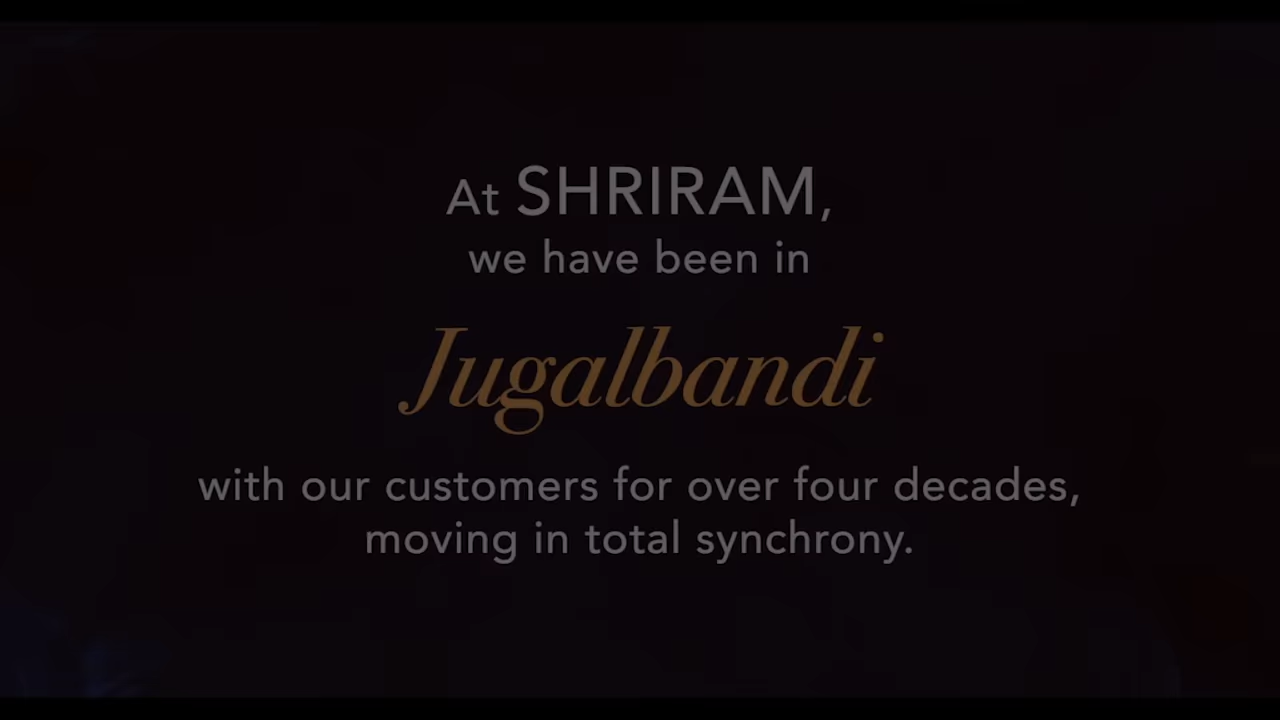 At SHRIRAM,
we have been in
Jugalbandi
with our customers for over four decades,
moving in total synchrony.